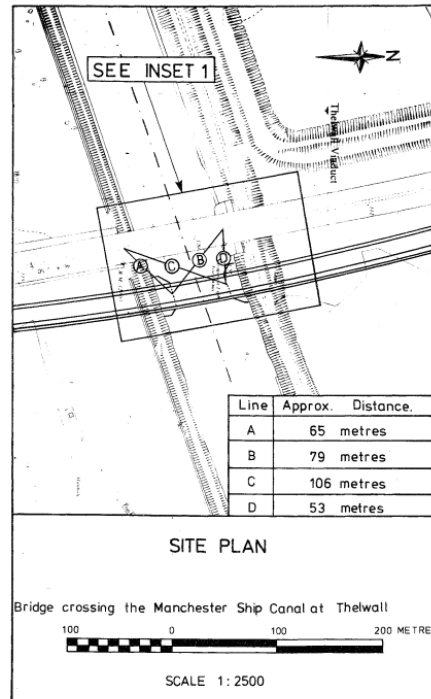 SEE INSET 1
N
Thelwall Viaduct
A C B D
Line Approx. Distance.
A 65 metres
B 79 metres
C 106 metres
D 53 metres
SITE PLAN
Bridge crossing the Manchester Ship Canal at Thelwall
100 0 100 200 METRE
SCALE 1:2500